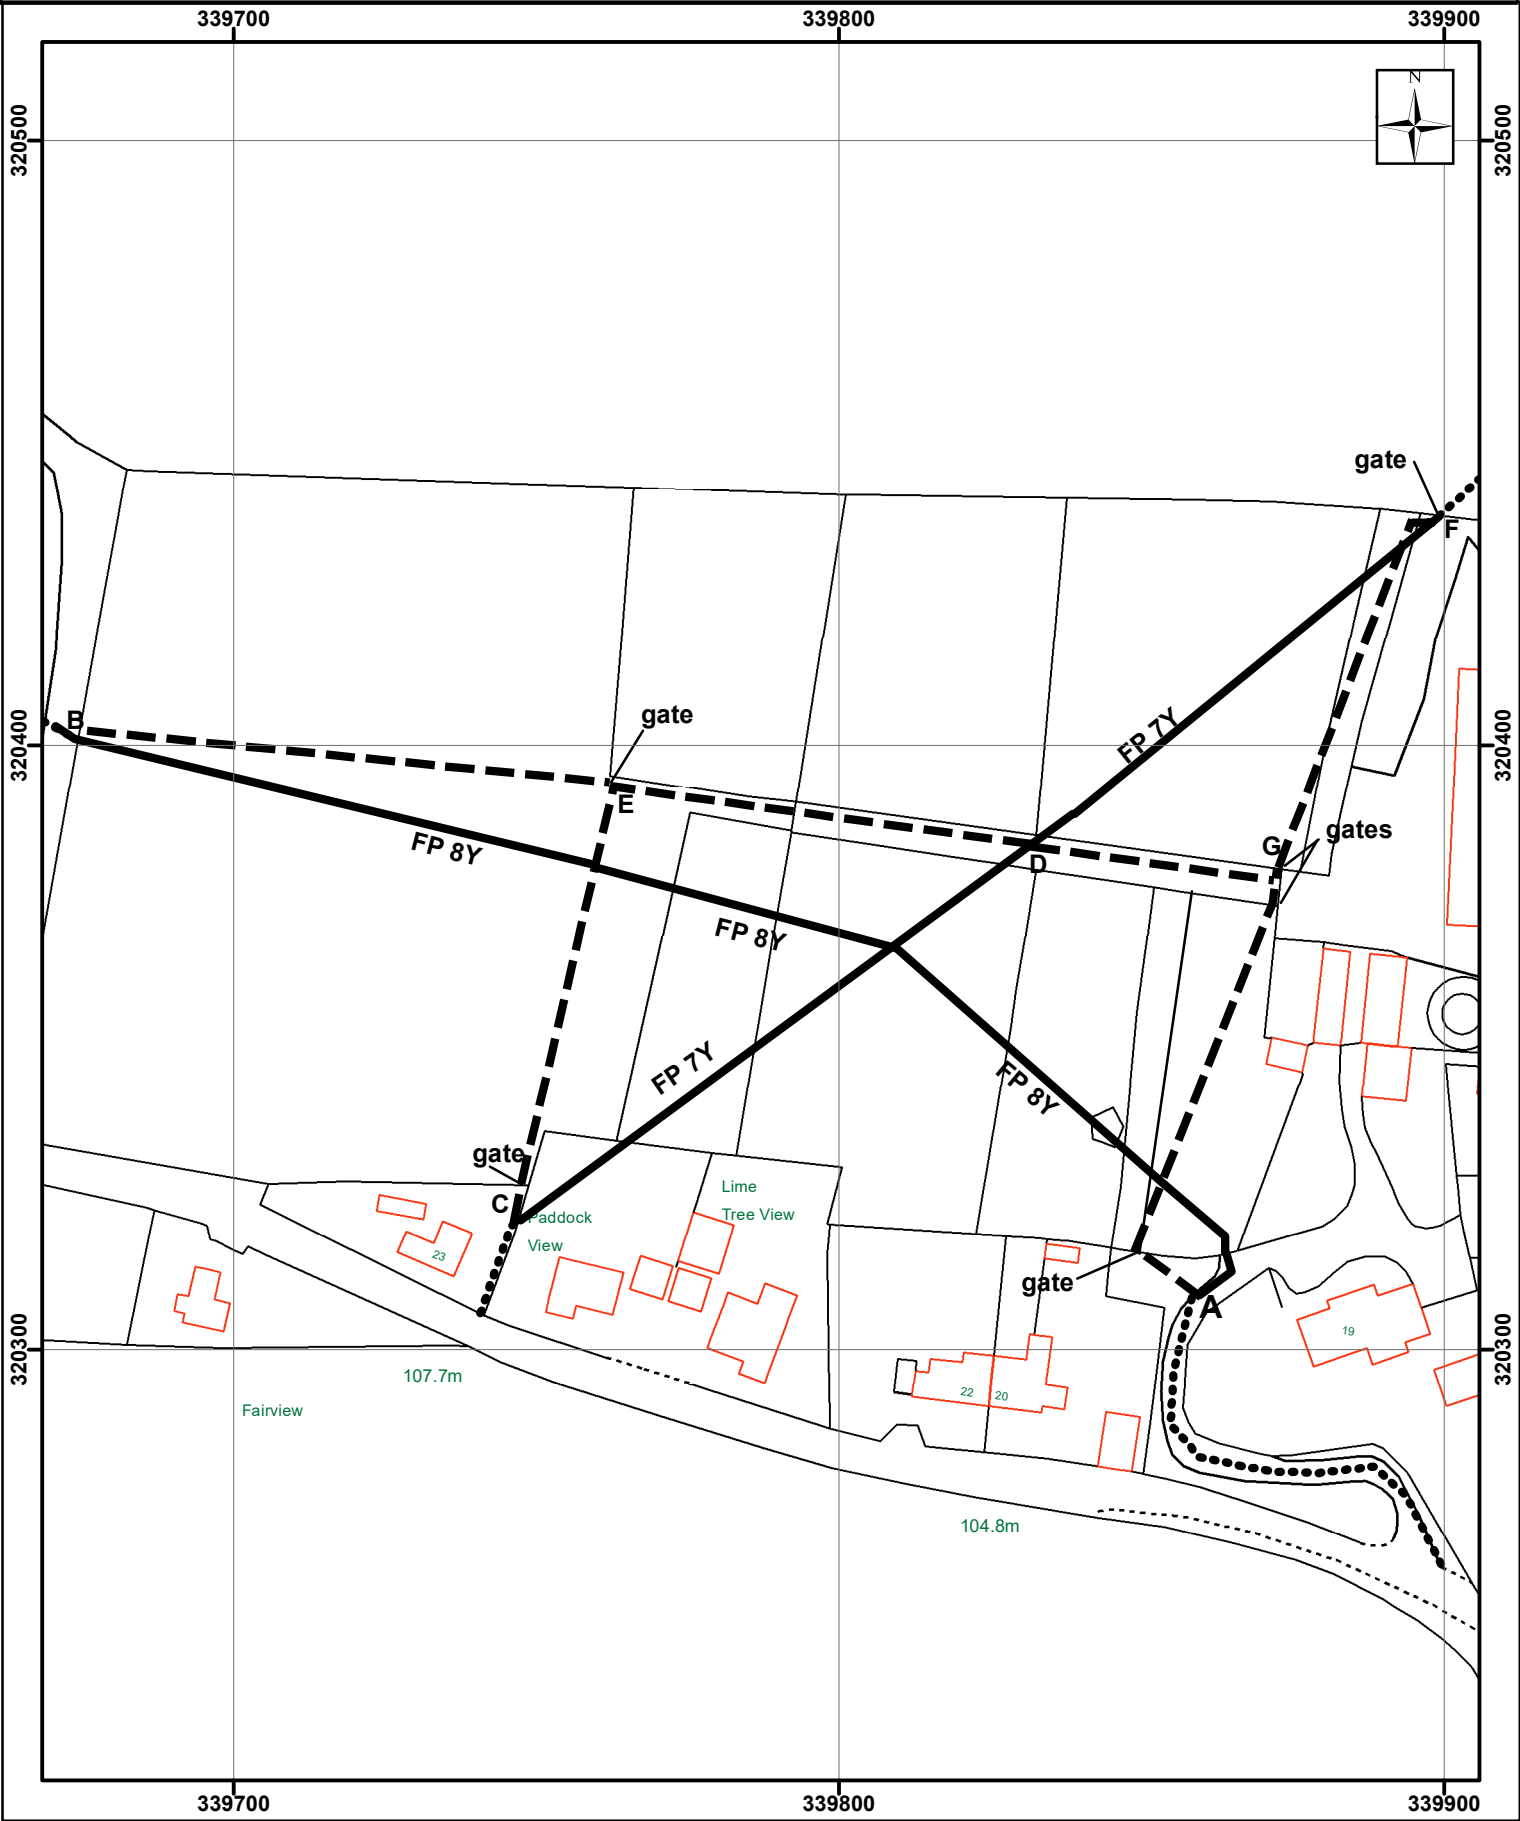 339700
339800
339900
N
320500
320500
gate
F
B
gate
FP 7Y
320400
320400
E
gates
G
FP 8Y
D
FP 8Y
FP 7Y
FP 8Y
gate
Lime
Tree View
C
Paddock
View
23
gate
A
19
320300
320300
107.7m
22
20
Fairview
104.8m
339700
339800
339900